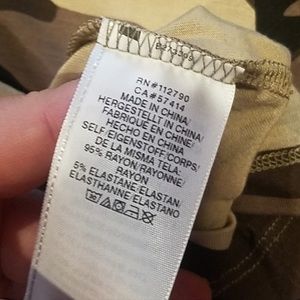 RN#112790
CA#57414
MADE IN CHINA/
HERGESTELLT IN CHINA/
FABRIQUÉ EN CHINE/
HECHO EN CHINA
SELF/EIGENSTOFF/CORPS/
DE LA MISMA TELA:
95% RAYON/RAYONNE/
RAYON
5% ELASTANE/ELASTAN/
ELASTHANNE/ELASTANO